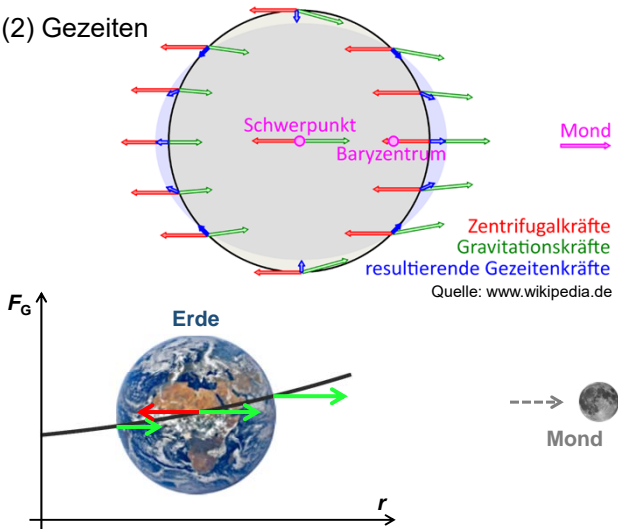 (2) Gezeiten
Schwerpunkt
Baryzentrum
Mond
Zentrifugalkräfte
Gravitationskräfte
resultierende Gezeitenkräfte
Quelle: www.wikipedia.de
FG
Erde
Mond
r